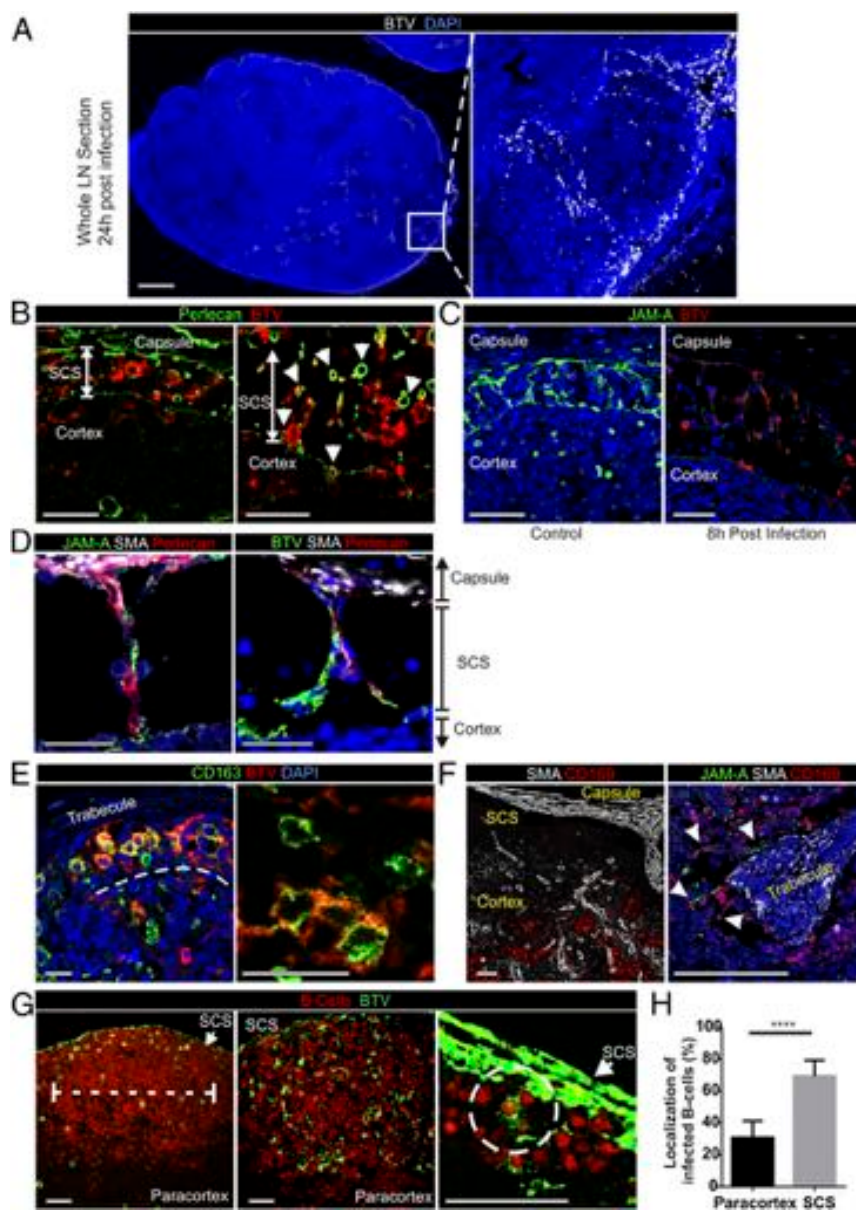 A
BTV DAPI
Whole LN Section
24h post infection
B
Perlecan BTV
Capsule
SCS
Cortex
SCS
Cortex
C
JAM-A BTV
Capsule
Cortex
Capsule
Cortex
Control
8h Post Infection
D
JAM-A SMA Perlecan
BTV SMA Perlecan
Capsule
SCS
Cortex
E
CD163 BTV DAPI
Trabecule
F
SMA CD169
Capsule
SCS
Cortex
JAM-A SMA CD169
Trabecule
G
B-Cells BTV
SCS
Paracortex
SCS
Paracortex
SCS
H
Localization of
infected B-cells (%)
100
80
60
40
20
0
****
Paracortex SCS